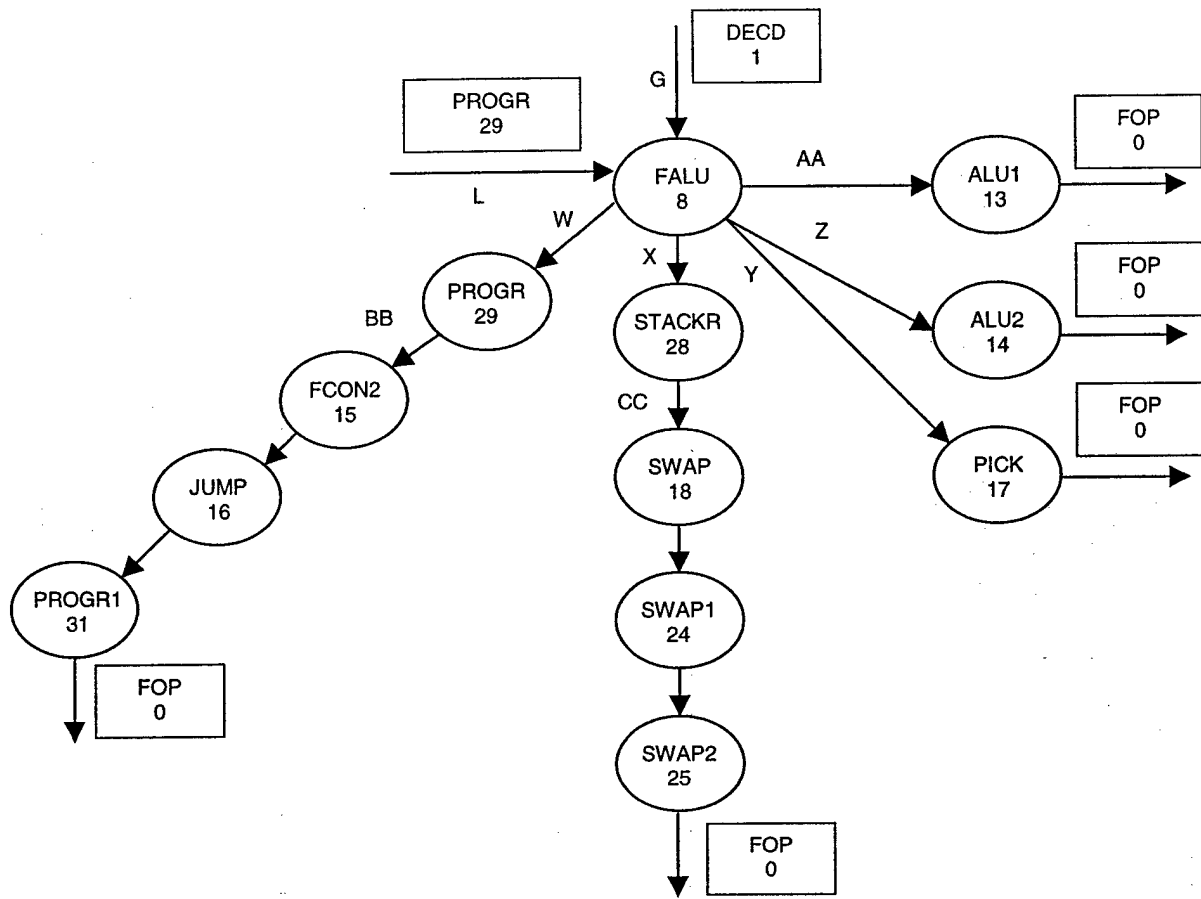 DECD
1
G
PROGR
29
L
FALU
8
AA
ALU1
13
FOP
0
W
X
Y
Z
PROGR
29
STACKR
28
ALU2
14
FOP
0
BB
FCON2
15
CC
SWAP
18
PICK
17
FOP
0
JUMP
16
PROGR1
31
SWAP1
24
FOP
0
SWAP2
25
FOP
0